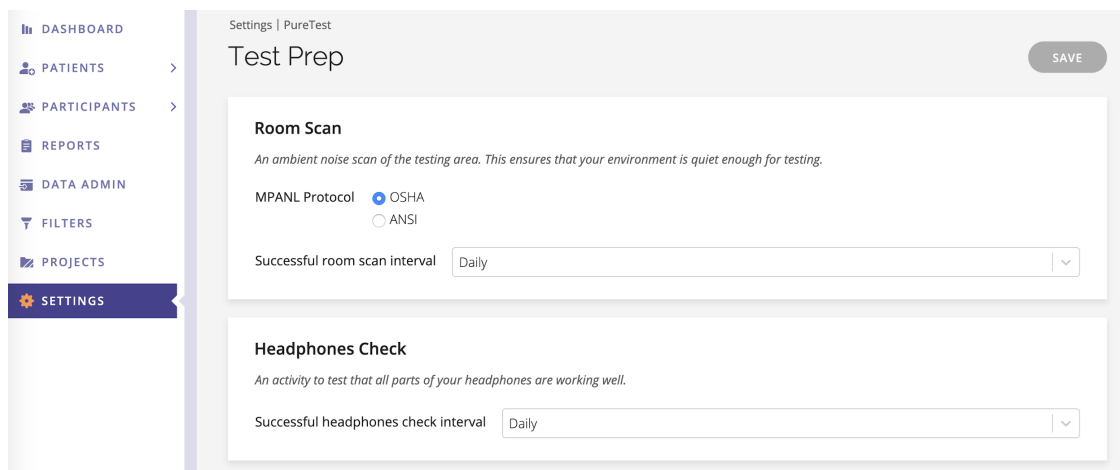 DASHBOARD
PATIENTS
PARTICIPANTS
REPORTS
DATA ADMIN
FILTERS
PROJECTS
SETTINGS
Settings | PureTest
Test Prep
SAVE
Room Scan
An ambient noise scan of the testing area. This ensures that your environment is quiet enough for testing.
MPANL Protocol OSHA
ANSI
Successful room scan interval Daily
Headphones Check
An activity to test that all parts of your headphones are working well.
Successful headphones check interval Daily